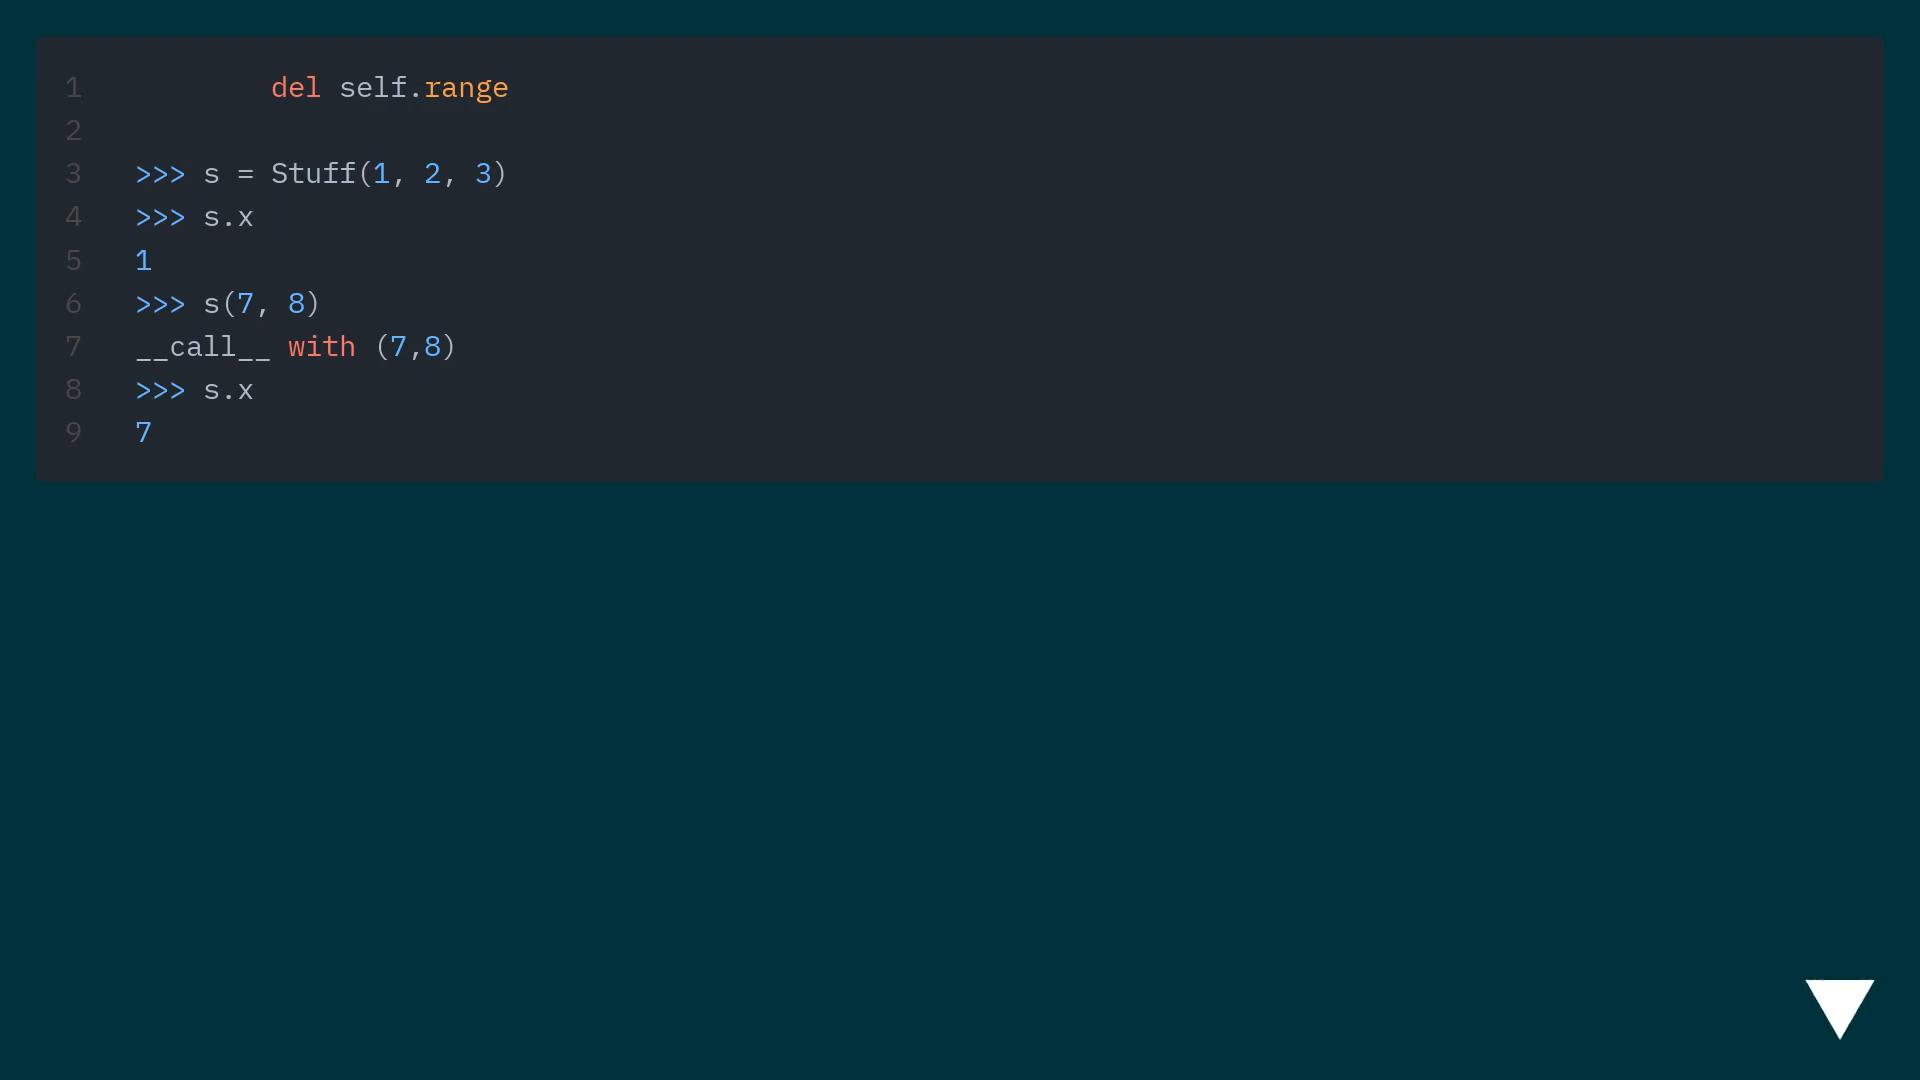 1 del self.range
2
3 >>> s = Stuff(1, 2, 3)
4 >>> s.x
5 1
6 >>> s(7, 8)
7 __call__ with (7,8)
8 >>> s.x
9 7